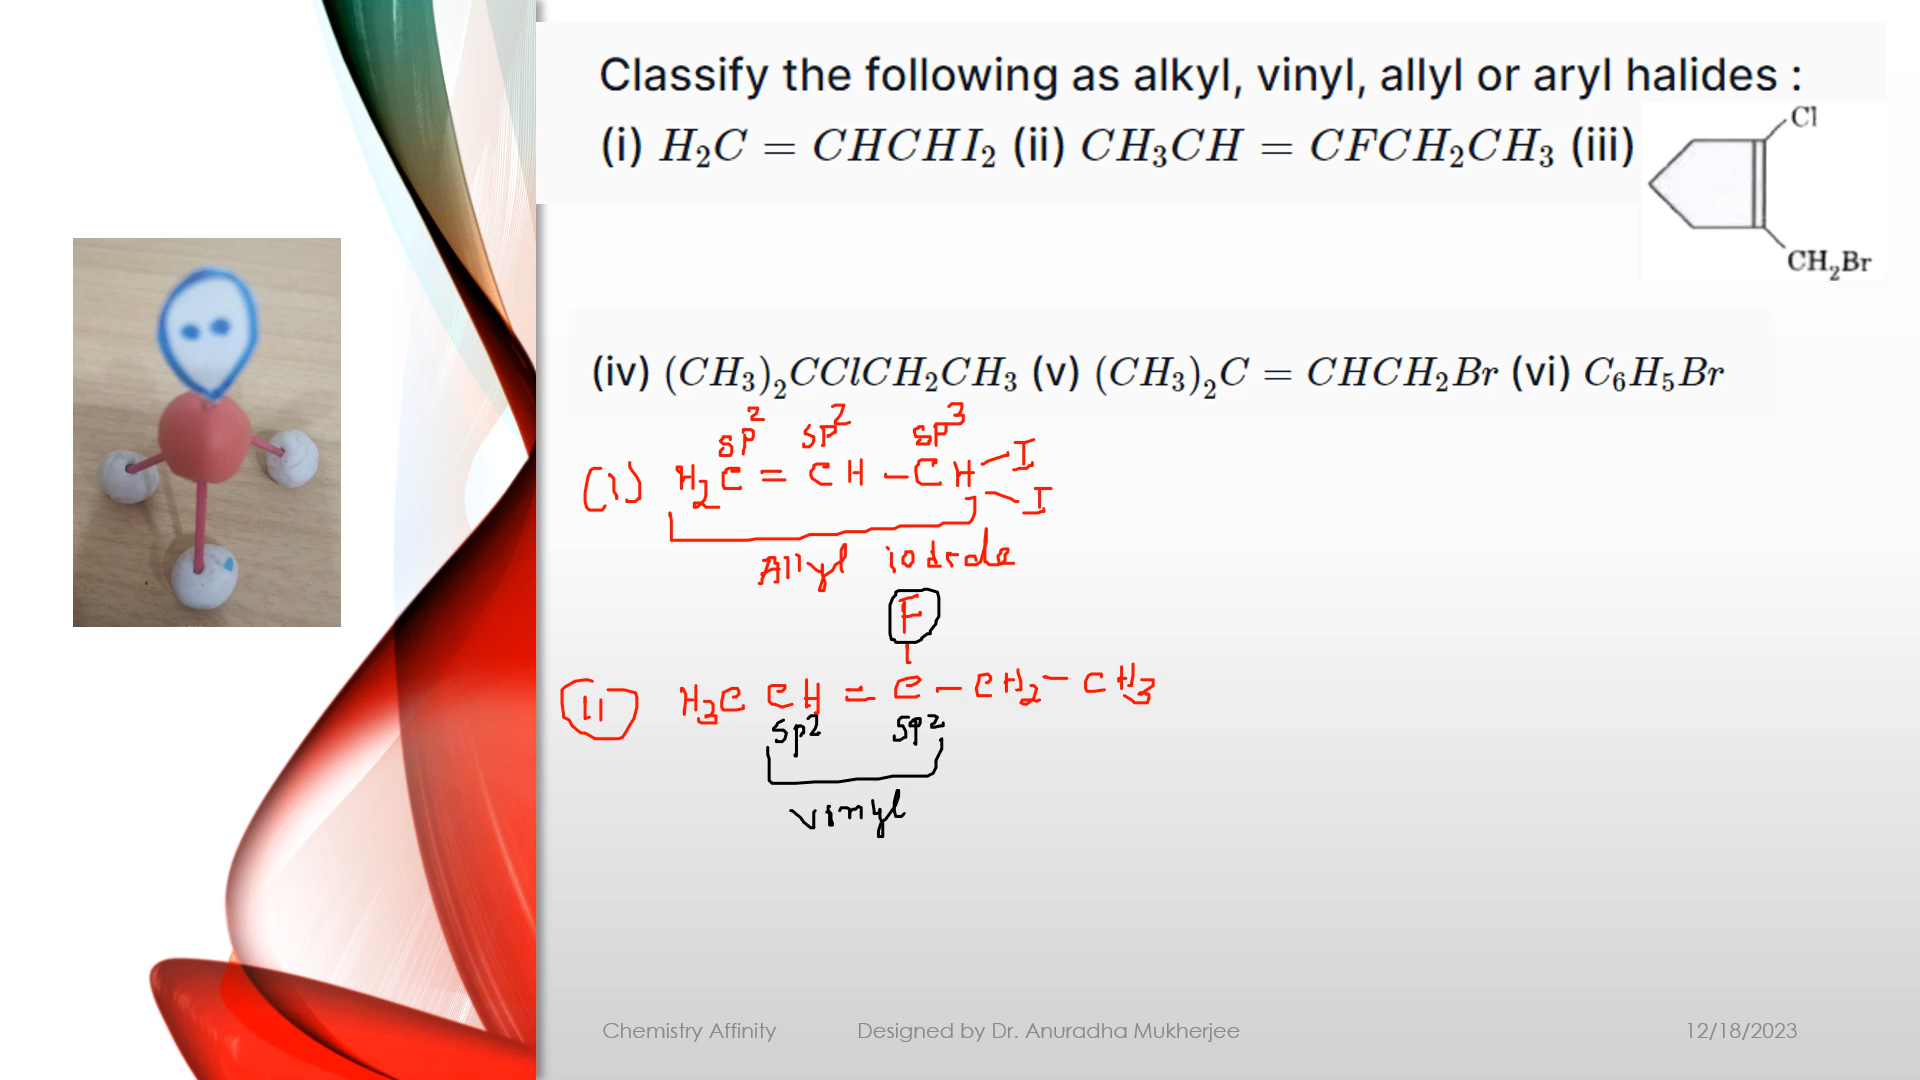 Classify the following as alkyl, vinyl, allyl or aryl halides :
(i) H₂C = CHCHI₂ (ii) CH₃CH = CFCH₂CH₃ (iii)
Cl
CH₂Br
(iv) (CH₃)₂CClCH₂CH₃ (v) (CH₃)₂C = CHCH₂Br (vi) C₆H₅Br
sp² sp² sp³
(i) H₂C = CH – CH – I
– I
Allyl iodide
F
(ii) H₃C CH = C – CH₂ – CH₃
sp² sp²
vinyl
Chemistry Affinity Designed by Dr. Anuradha Mukherjee 12/18/2023